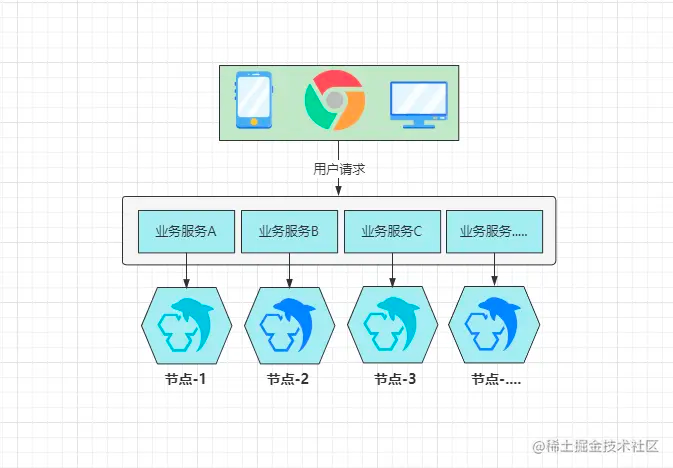 用户请求
业务服务A
业务服务B
业务服务C
业务服务.....
节点-1
节点-2
节点-3
节点-....
@稀土掘金技术社区